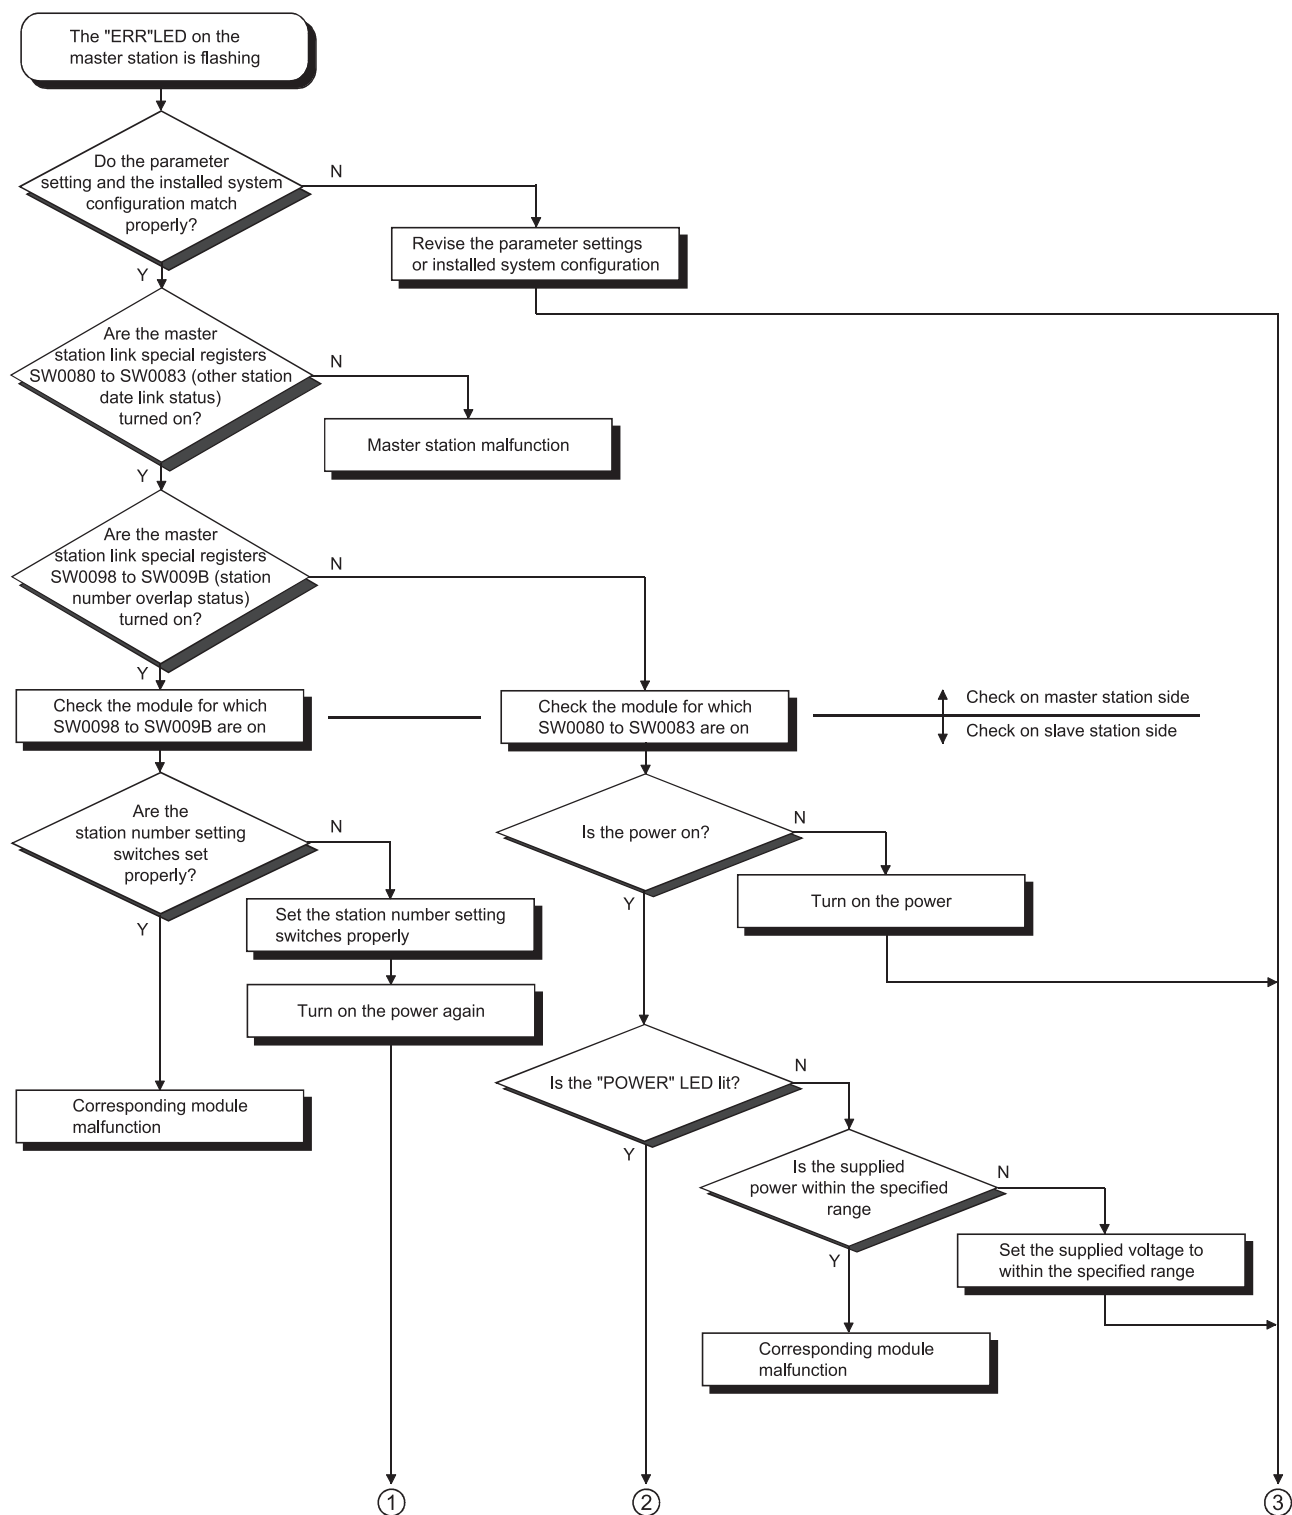 The "ERR"LED on the
master station is flashing
Do the parameter
setting and the installed system
configuration match
properly?
N
Y
Revise the parameter settings
or installed system configuration
Are the master
station link special registers
SW0080 to SW0083 (other station
date link status)
turned on?
N
Y
Master station malfunction
Are the master
station link special registers
SW0098 to SW009B (station
number overlap status)
turned on?
N
Y
Check the module for which
SW0098 to SW009B are on
Check the module for which
SW0080 to SW0083 are on
Check on master station side
Check on slave station side
Are the
station number setting
switches set
properly?
N
Y
Is the power on?
N
Y
Set the station number setting
switches properly
Turn on the power
Turn on the power again
Is the "POWER" LED lit?
N
Y
Corresponding module
malfunction
Is the supplied
power within the specified
range
N
Y
Set the supplied voltage to
within the specified range
Corresponding module
malfunction
1
2
3